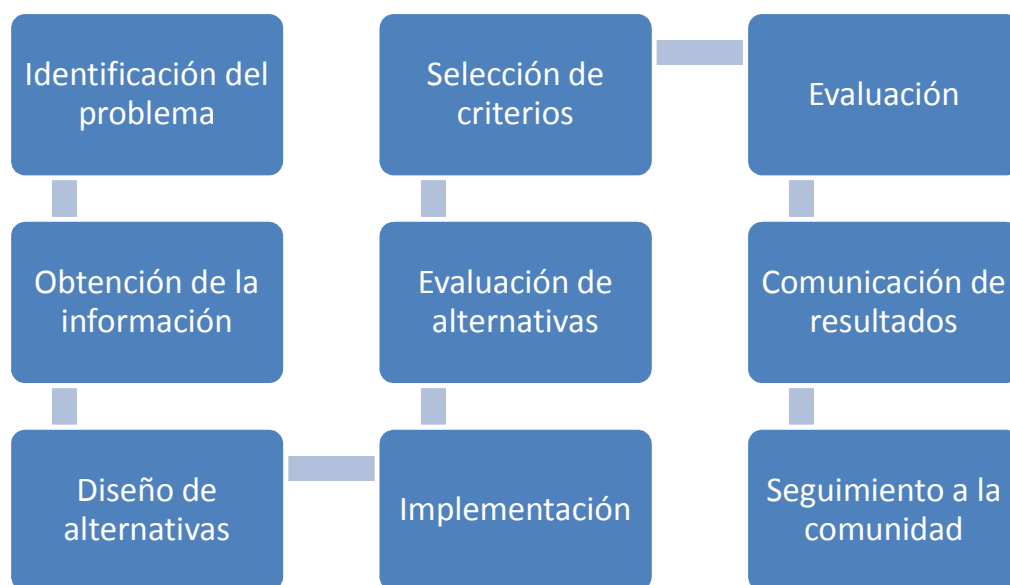 Identificación del
problema
Obtención de la
información
Diseño de
alternativas
Implementación
Evaluación de
alternativas
Selección de
criterios
Evaluación
Comunicación de
resultados
Seguimiento a la
comunidad